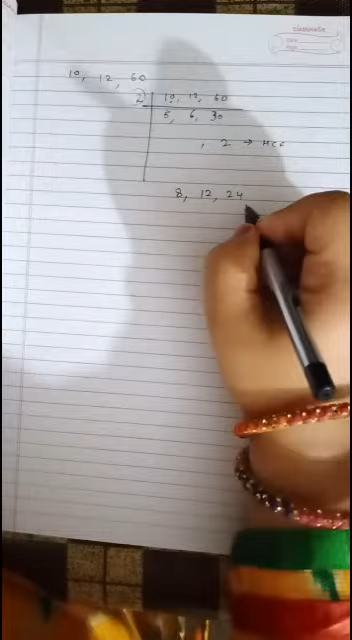 10, 12, 60
2 10, 12, 60
5, 6, 30
, 2 → HCF
8, 12, 24